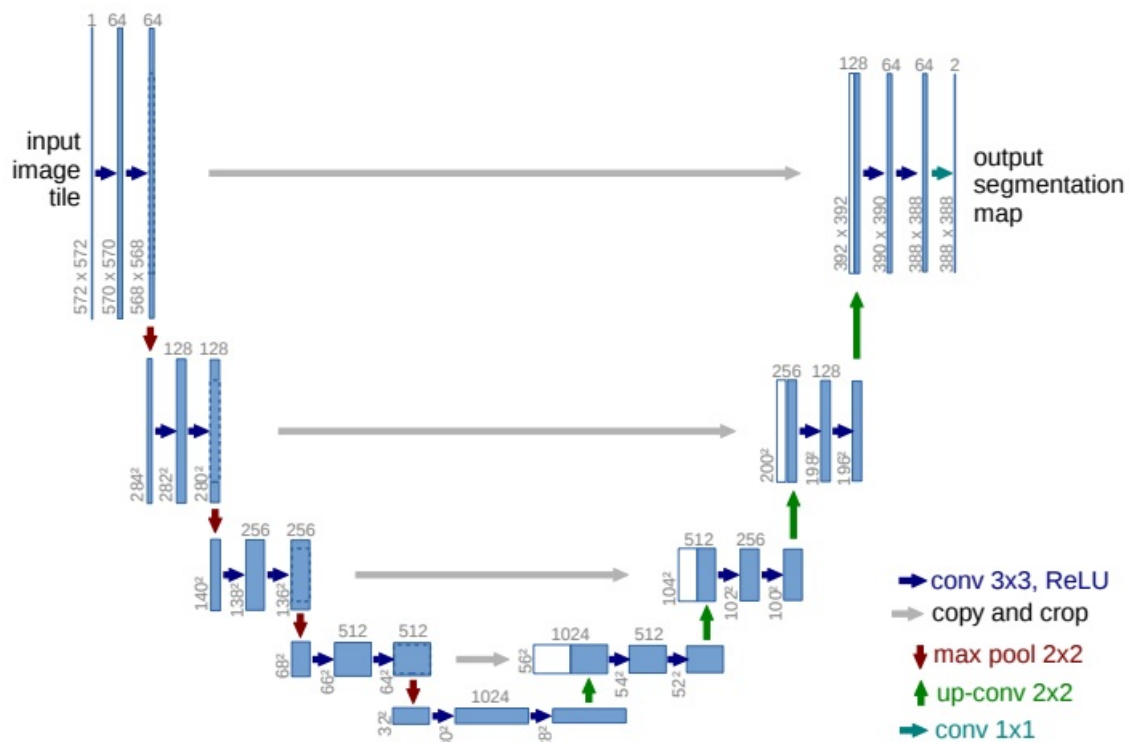 1 64 64
input
image
tile
572 x 572
570 x 570
568 x 568
128 64 64 2
output
segmentation
map
392 x 392
390 x 390
388 x 388
388 x 388
128 128
284²
282²
280²
256 128
200²
198²
196²
256 256
140²
138²
136²
512 256
104²
102²
100²
512 512
68²
66²
64²
1024 512
56²
54²
52²
1024
32²
conv 3x3, ReLU
copy and crop
max pool 2x2
up-conv 2x2
conv 1x1